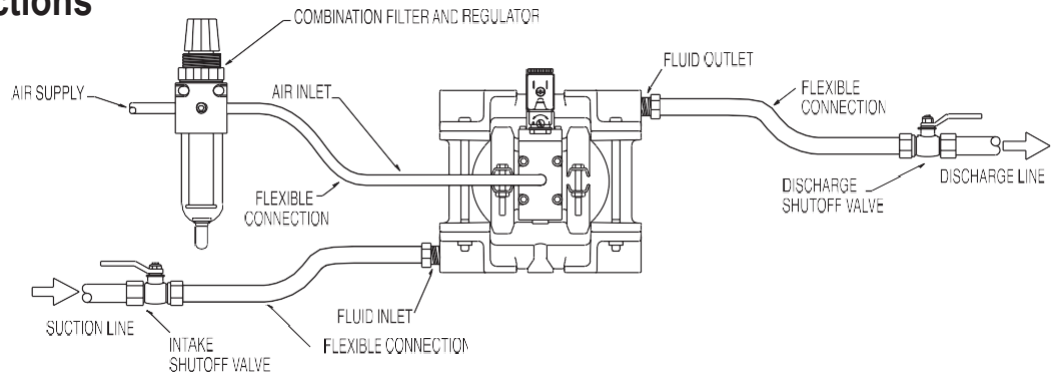 COMBINATION FILTER AND REGULATOR
AIR SUPPLY
AIR INLET
FLUID OUTLET
FLEXIBLE
CONNECTION
FLEXIBLE
CONNECTION
DISCHARGE
SHUTOFF VALVE
DISCHARGE LINE
SUCTION LINE
INTAKE
SHUTOFF VALVE
FLUID INLET
FLEXIBLE CONNECTION